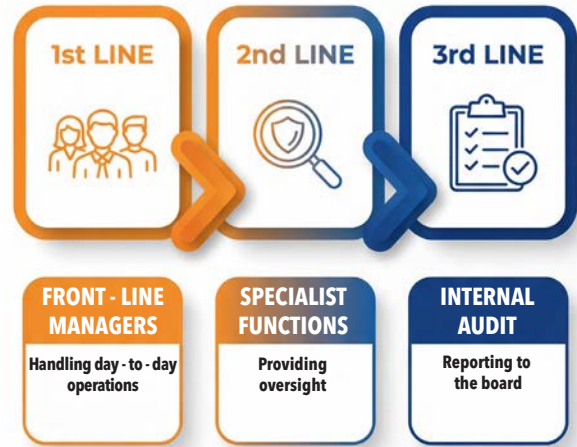 1st LINE
2nd LINE
3rd LINE
FRONT - LINE
MANAGERS
Handling day - to - day
operations
SPECIALIST
FUNCTIONS
Providing
oversight
INTERNAL
AUDIT
Reporting to
the board